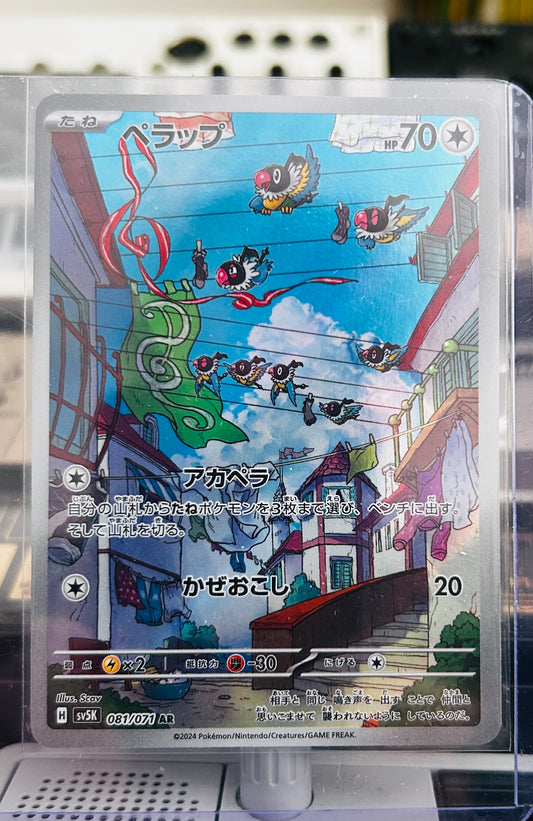 たね
ペラップ
HP70
アカペラ
自分の山札からたねポケモンを3枚まで選び、ベンチに出す。
そして山札を切る。
かぜおこし 20
弱点 ×2 抵抗力 -30 にげる
Illus. Scav
H sv5K 081/071 AR
相手と 同じ 鳴き声を 出す ことで 仲間と
思いこませて 襲われないように しているのだ。
©2024 Pokémon/Nintendo/Creatures/GAME FREAK.